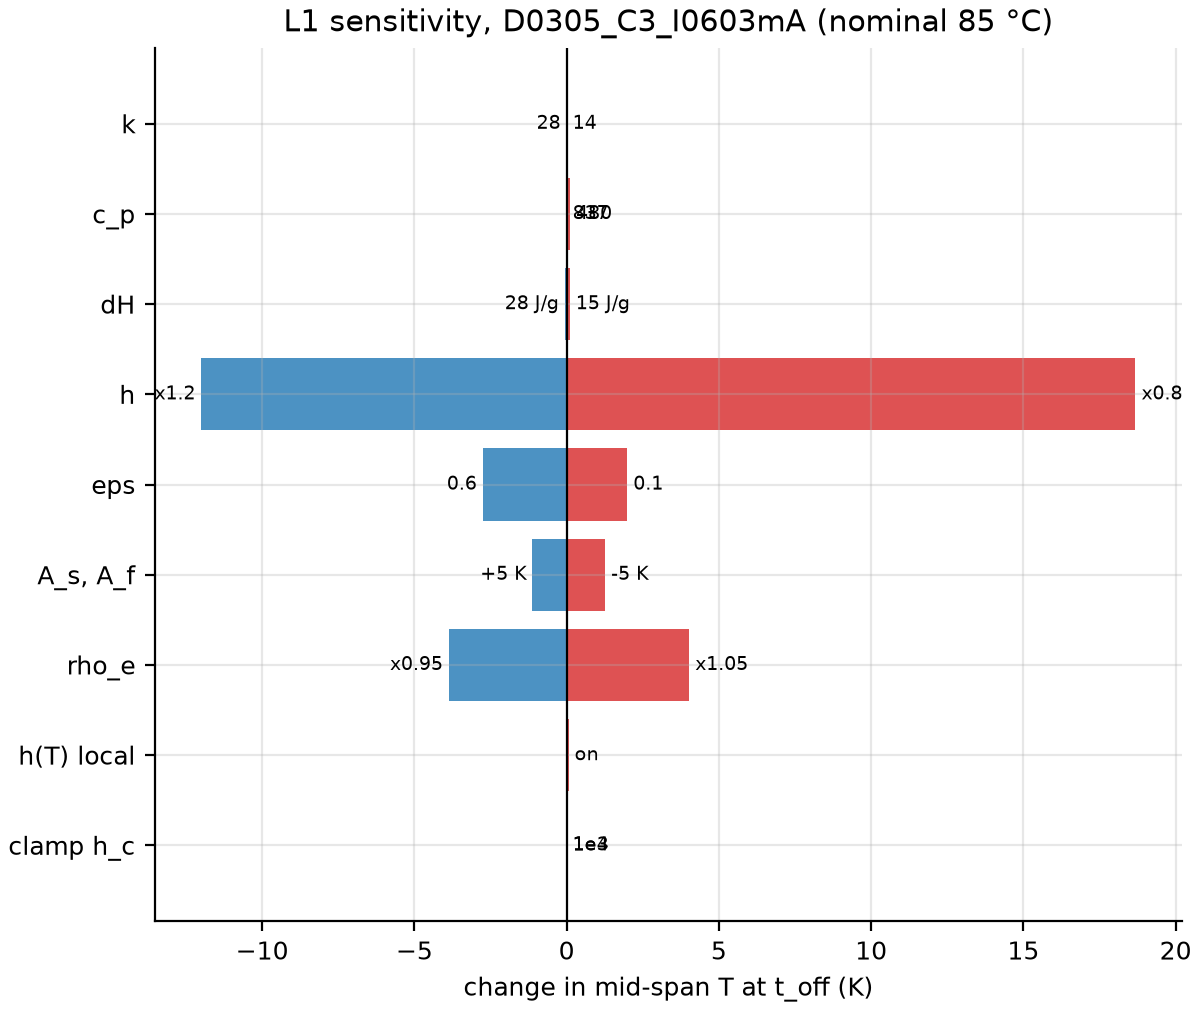 L1 sensitivity, D0305_C3_I0603mA (nominal 85 °C)
k
28
14
c_p
dH
28 J/g
15 J/g
h
x1.2
x0.8
eps
0.6
0.1
A_s, A_f
+5 K
-5 K
rho_e
x0.95
x1.05
h(T) local
on
clamp h_c
−10
−5
0
5
10
15
20
change in mid-span T at t_off (K)